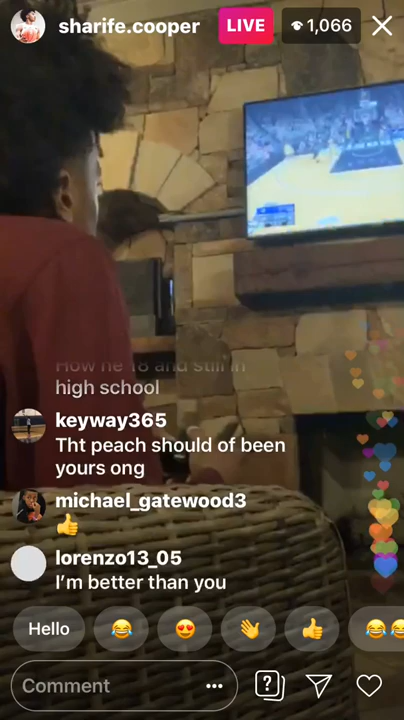 sharife.cooper
LIVE
1,066
How he 18 and still in
high school
keyway365
Tht peach should of been
yours ong
michael_gatewood3
👍
lorenzo13_05
I'm better than you
Hello 😂 😍 👋 👍 😂😂
Comment